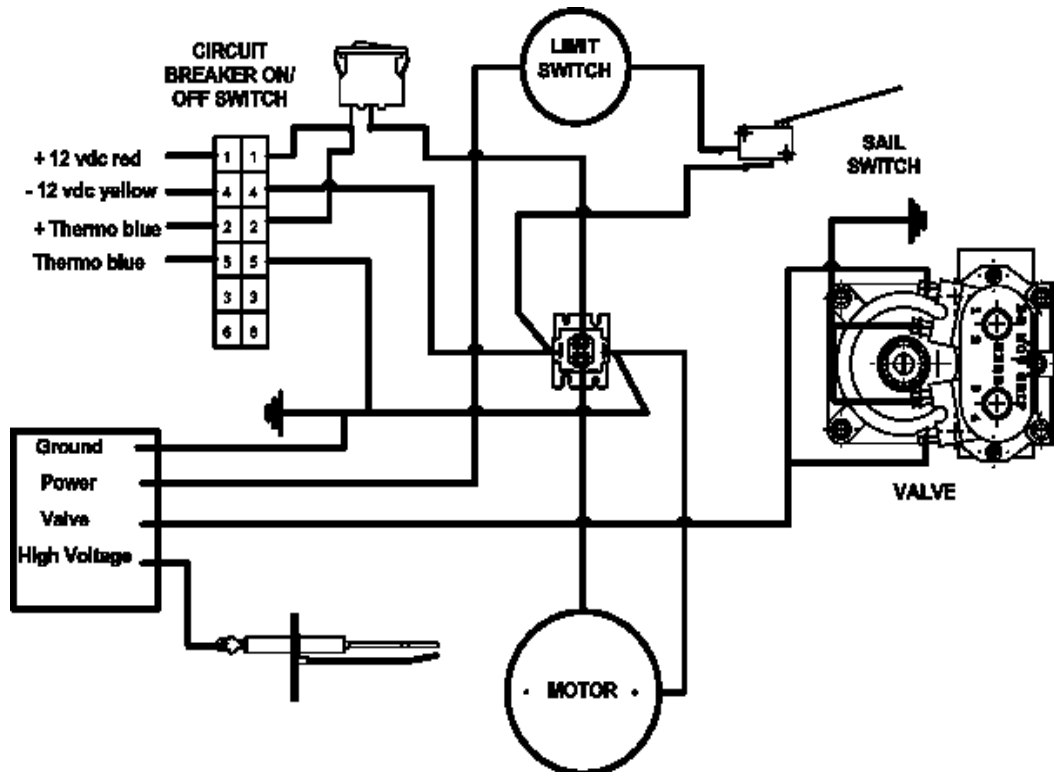 CIRCUIT
BREAKER ON/
OFF SWITCH
LIMIT
SWITCH
SAIL
SWITCH
+ 12 vdc red
- 12 vdc yellow
+ Thermo blue
Thermo blue
1 1
4 4
2 2
5 5
3 3
6 6
VALVE
Ground
Power
Valve
High Voltage
MOTOR